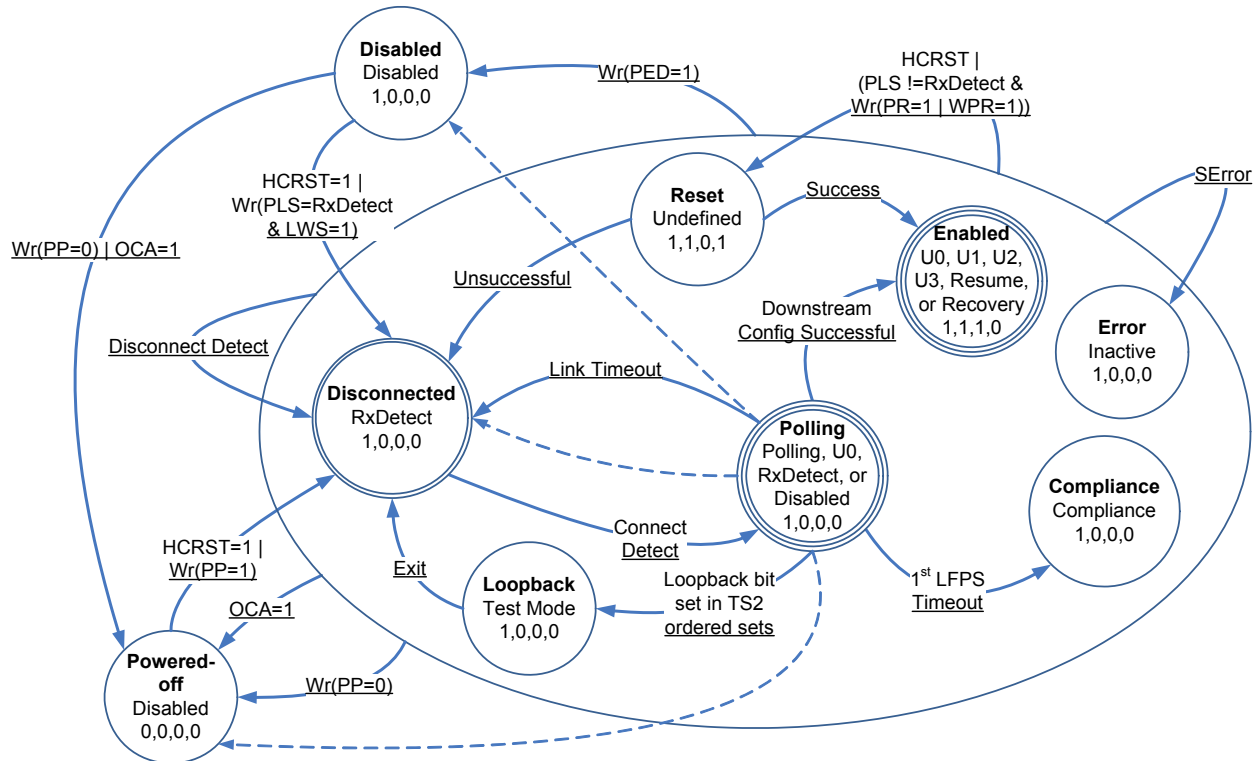 Disabled
Disabled
1,0,0,0
Wr(PED=1)
HCRST |
(PLS !=RxDetect &
Wr(PR=1 | WPR=1))
HCRST=1 |
Wr(PLS=RxDetect
& LWS=1)
Reset
Undefined
1,1,0,1
Success
SError
Wr(PP=0) | OCA=1
Enabled
U0, U1, U2,
U3, Resume,
or Recovery
1,1,1,0
Unsuccessful
Downstream
Config Successful
Error
Inactive
1,0,0,0
Disconnect Detect
Disconnected
RxDetect
1,0,0,0
Link Timeout
Polling
Polling, U0,
RxDetect, or
Disabled
1,0,0,0
Compliance
Compliance
1,0,0,0
HCRST=1 |
Wr(PP=1)
Connect
Detect
Exit
Loopback
Test Mode
1,0,0,0
Loopback bit
set in TS2
ordered sets
1st LFPS
Timeout
OCA=1
Powered-
off
Disabled
0,0,0,0
Wr(PP=0)